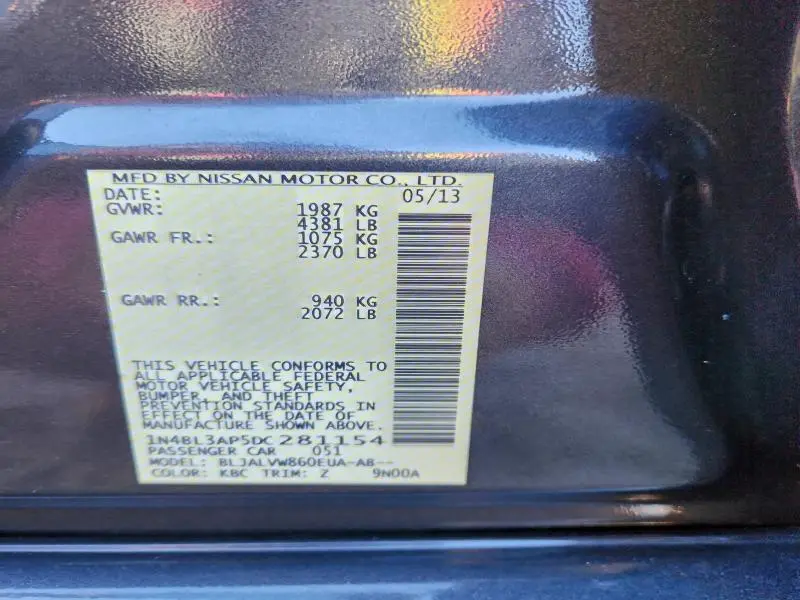 MFD BY NISSAN MOTOR CO., LTD.
DATE: 05/13
GVWR: 1987 KG
4381 LB
GAWR FR.: 1075 KG
2370 LB
GAWR RR.: 940 KG
2072 LB
THIS VEHICLE CONFORMS TO
ALL APPLICABLE FEDERAL
MOTOR VEHICLE SAFETY,
BUMPER, AND THEFT
PREVENTION STANDARDS IN
EFFECT ON THE DATE OF
MANUFACTURE SHOWN ABOVE.
1N4BL3AP5DC281154
PASSENGER CAR 051
MODEL: BLJALVW860EUA-AB--
COLOR: KBC TRIM: Z 9N00A